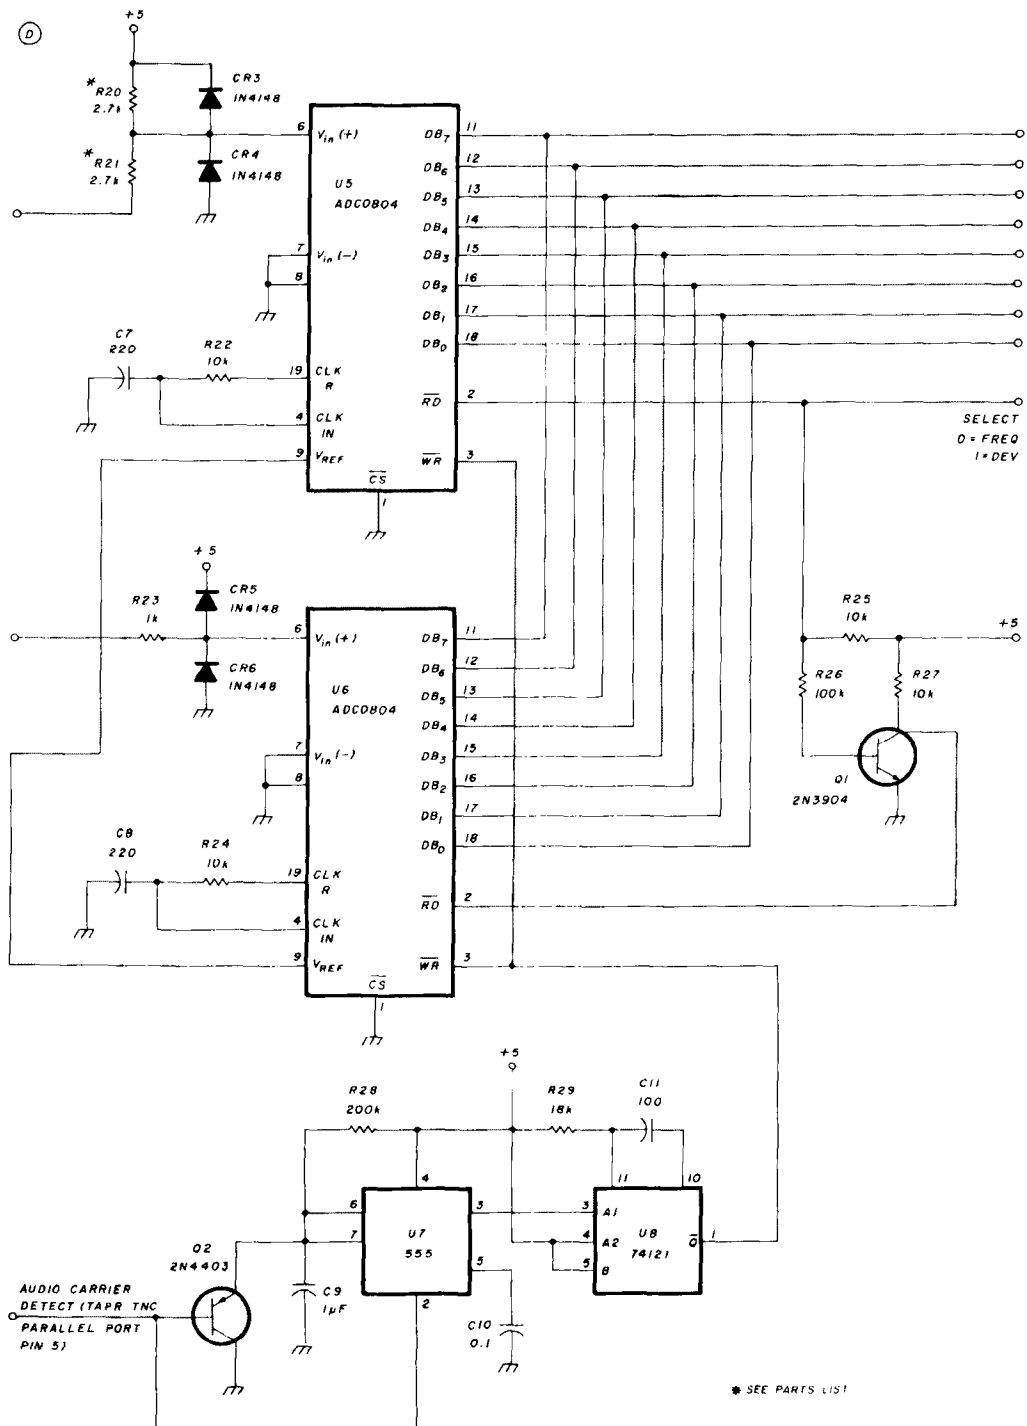 D
+5
* R20
2.7k
CR3
1N4148
* R21
2.7k
CR4
1N4148
6 Vin (+)
U5
ADC0804
7 Vin (-)
8
DB7 11
DB6 12
DB5 13
DB4 14
DB3 15
DB2 16
DB1 17
DB0 18
C7
220
R22
10k
19 CLK
R
4 CLK
IN
9 VREF
RD 2
WR 3
CS
1
SELECT
0 = FREQ
1 = DEV
+5
R23
1k
CR5
1N4148
CR6
1N4148
6 Vin (+)
U6
ADC0804
7 Vin (-)
8
DB7 11
DB6 12
DB5 13
DB4 14
DB3 15
DB2 16
DB1 17
DB0 18
C8
220
R24
10k
19 CLK
R
4 CLK
IN
9 VREF
RD 2
WR 3
CS
1
R25
10k
+5
R26
100k
R27
10k
Q1
2N3904
+5
R28
200k
R29
18k
C11
100
4
11
10
6
7
U7
555
3
5
2
3 A1
4 A2
5 B
U8
74121
Q 1
Q2
2N4403
C9
1µF
C10
0.1
AUDIO CARRIER
DETECT (TAPR TNC
PARALLEL PORT
PIN 5)
* SEE PARTS LIST